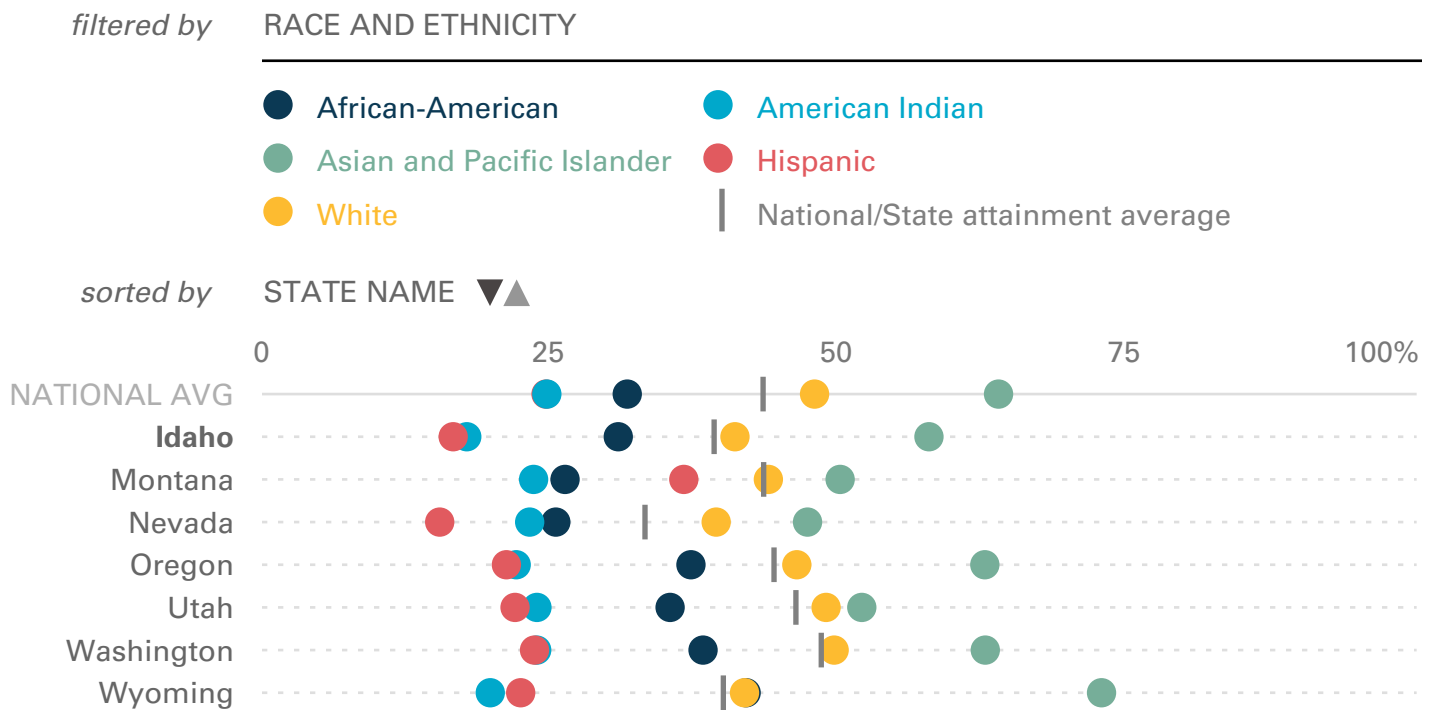 filtered by RACE AND ETHNICITY
African-American American Indian
Asian and Pacific Islander Hispanic
White National/State attainment average
sorted by STATE NAME
0 25 50 75 100%
NATIONAL AVG
Idaho
Montana
Nevada
Oregon
Utah
Washington
Wyoming